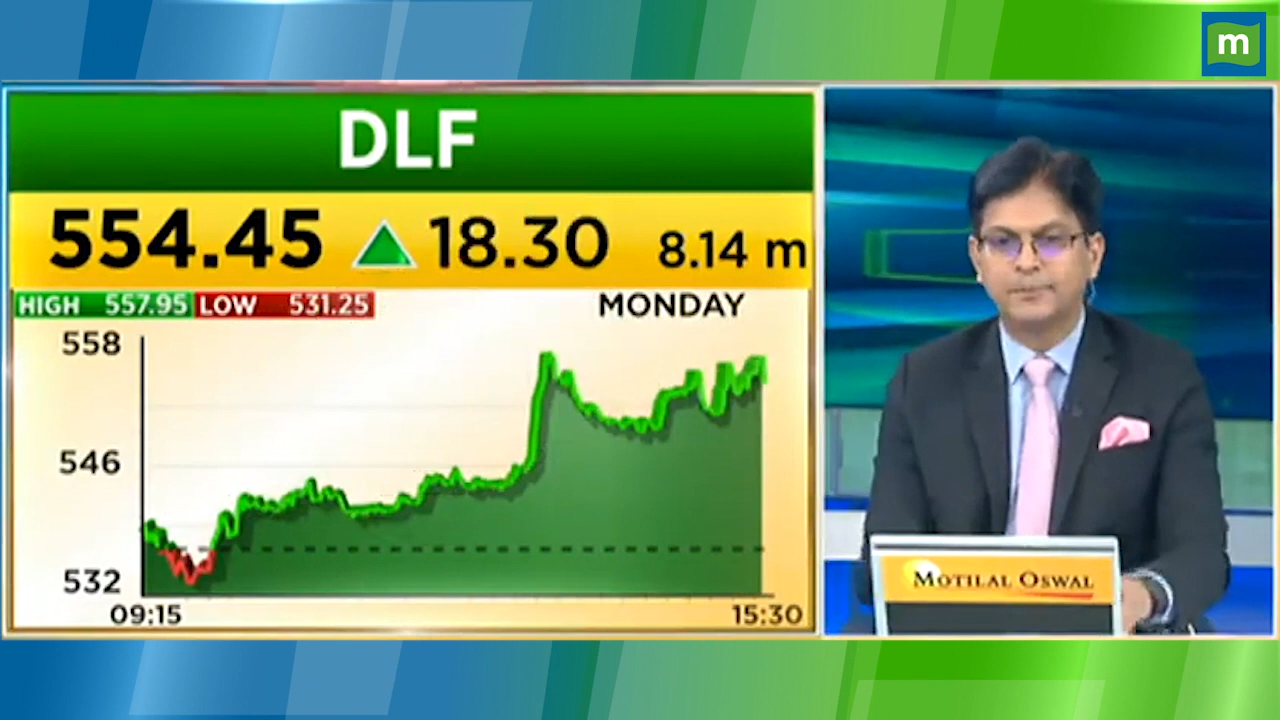 m
DLF
554.45 18.30 8.14 m
HIGH 557.95 LOW 531.25 MONDAY
558
546
532
09:15 15:30
MOTILAL OSWAL